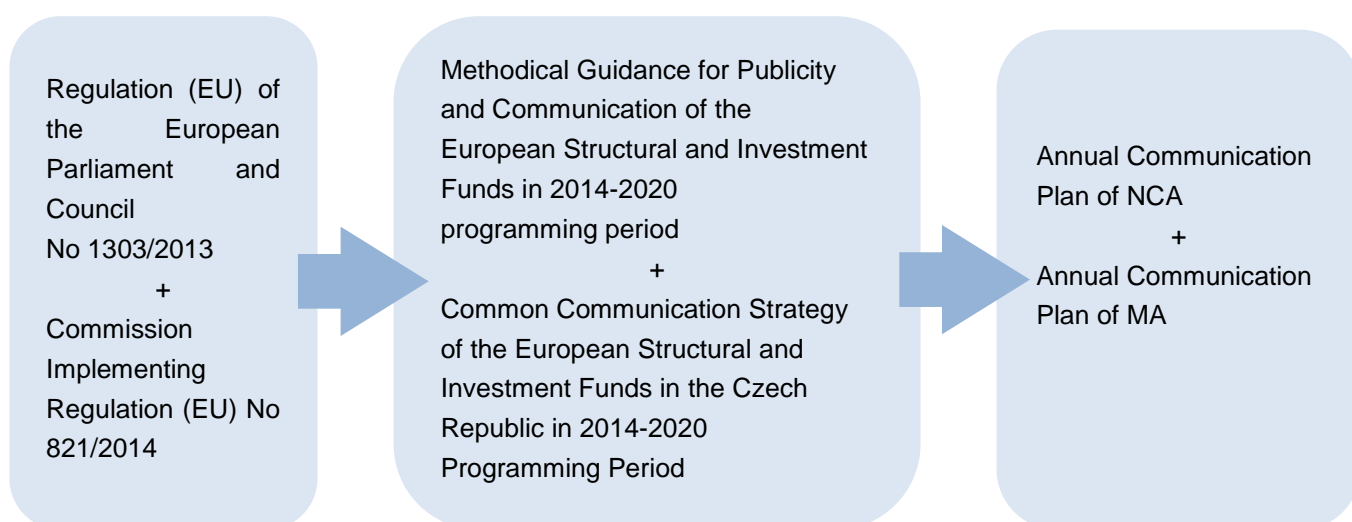 Regulation (EU) of
the European
Parliament and
Council
No 1303/2013
+
Commission
Implementing
Regulation (EU) No
821/2014
Methodical Guidance for Publicity
and Communication of the
European Structural and Investment
Funds in 2014-2020
programming period
+
Common Communication Strategy
of the European Structural and
Investment Funds in the Czech
Republic in 2014-2020
Programming Period
Annual Communication
Plan of NCA
+
Annual Communication
Plan of MA